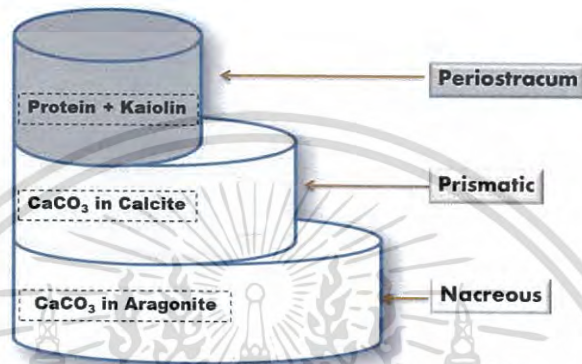 Protein + Kaiolin
Periostracum
CaCO₃ in Calcite
Prismatic
CaCO₃ in Aragonite
Nacreous